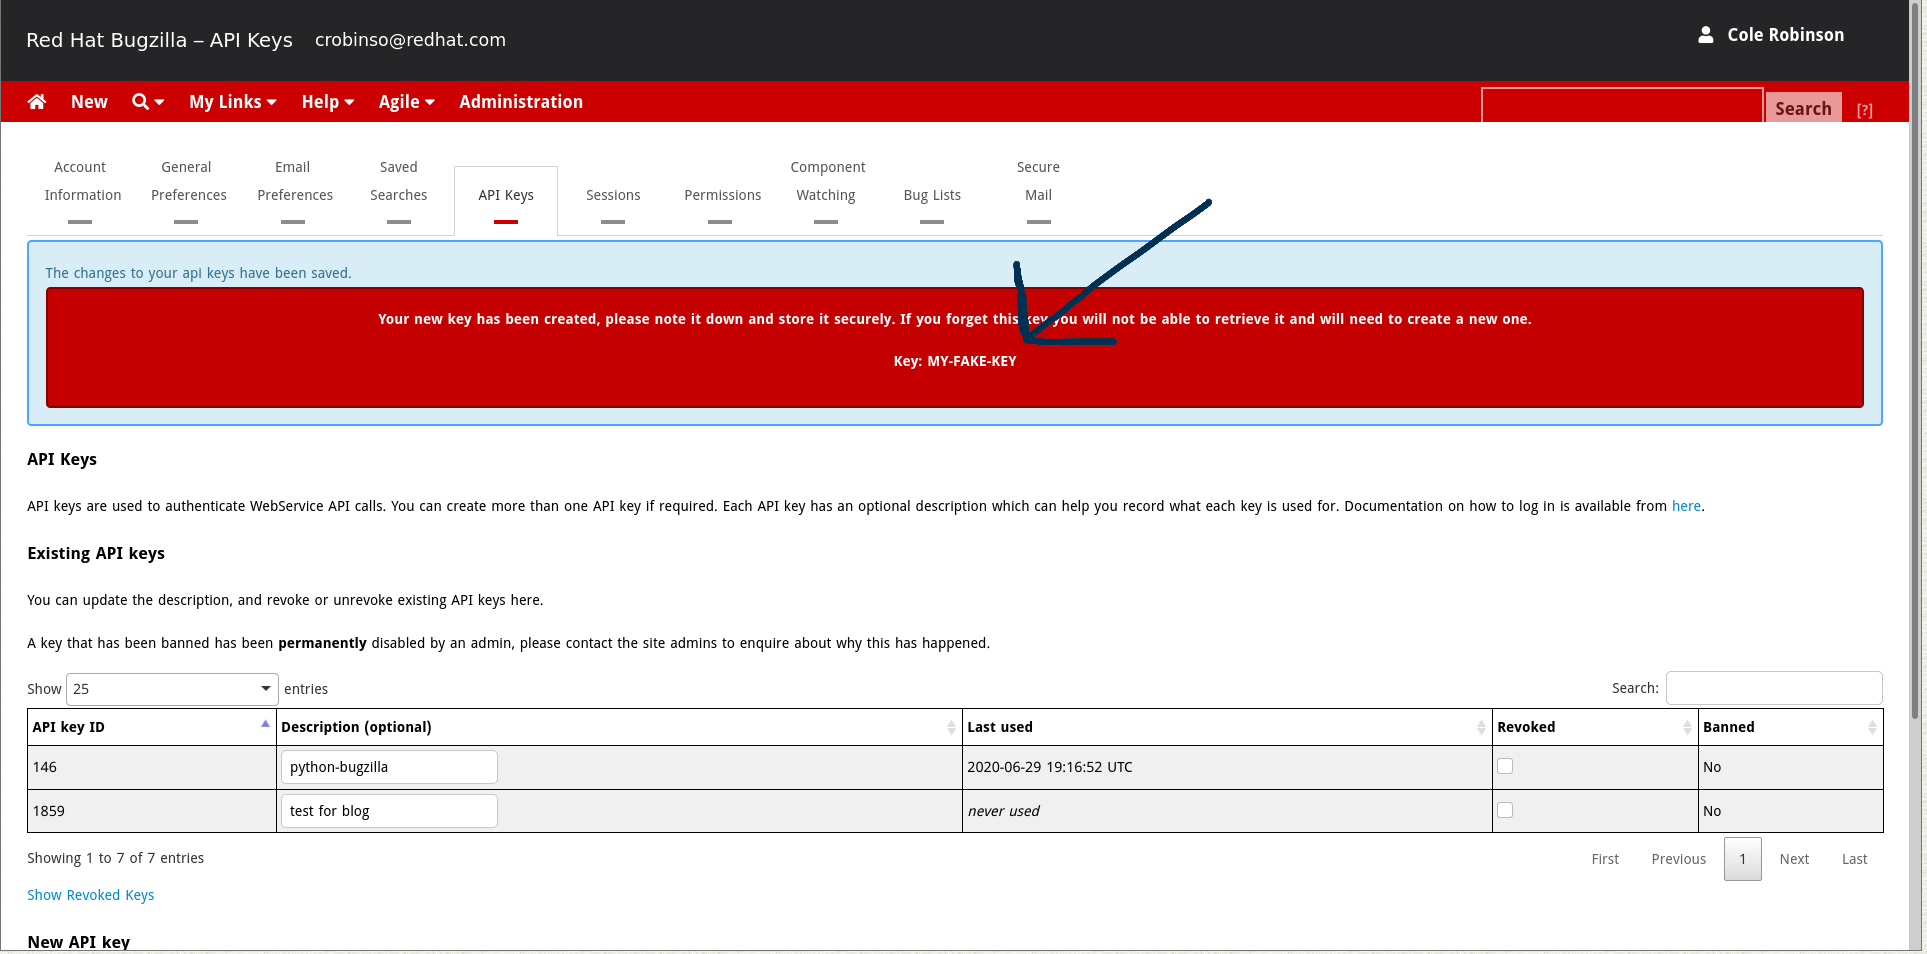 Red Hat Bugzilla – API Keys crobinso@redhat.com
Cole Robinson
New My Links Help Agile Administration
Search [?]
Account Information
General Preferences
Email Preferences
Saved Searches
API Keys
Sessions
Permissions
Component Watching
Bug Lists
Secure Mail
The changes to your api keys have been saved.
Your new key has been created, please note it down and store it securely. If you forget this key you will not be able to retrieve it and will need to create a new one.
Key: MY-FAKE-KEY
API Keys
API keys are used to authenticate WebService API calls. You can create more than one API key if required. Each API key has an optional description which can help you record what each key is used for. Documentation on how to log in is available from here.
Existing API keys
You can update the description, and revoke or unrevoke existing API keys here.
A key that has been banned has been permanently disabled by an admin, please contact the site admins to enquire about why this has happened.
Show 25 entries
Search:
API key ID Description (optional) Last used Revoked Banned
146 python-bugzilla 2020-06-29 19:16:52 UTC No
1859 test for blog never used No
Showing 1 to 7 of 7 entries
First Previous 1 Next Last
Show Revoked Keys
New API key